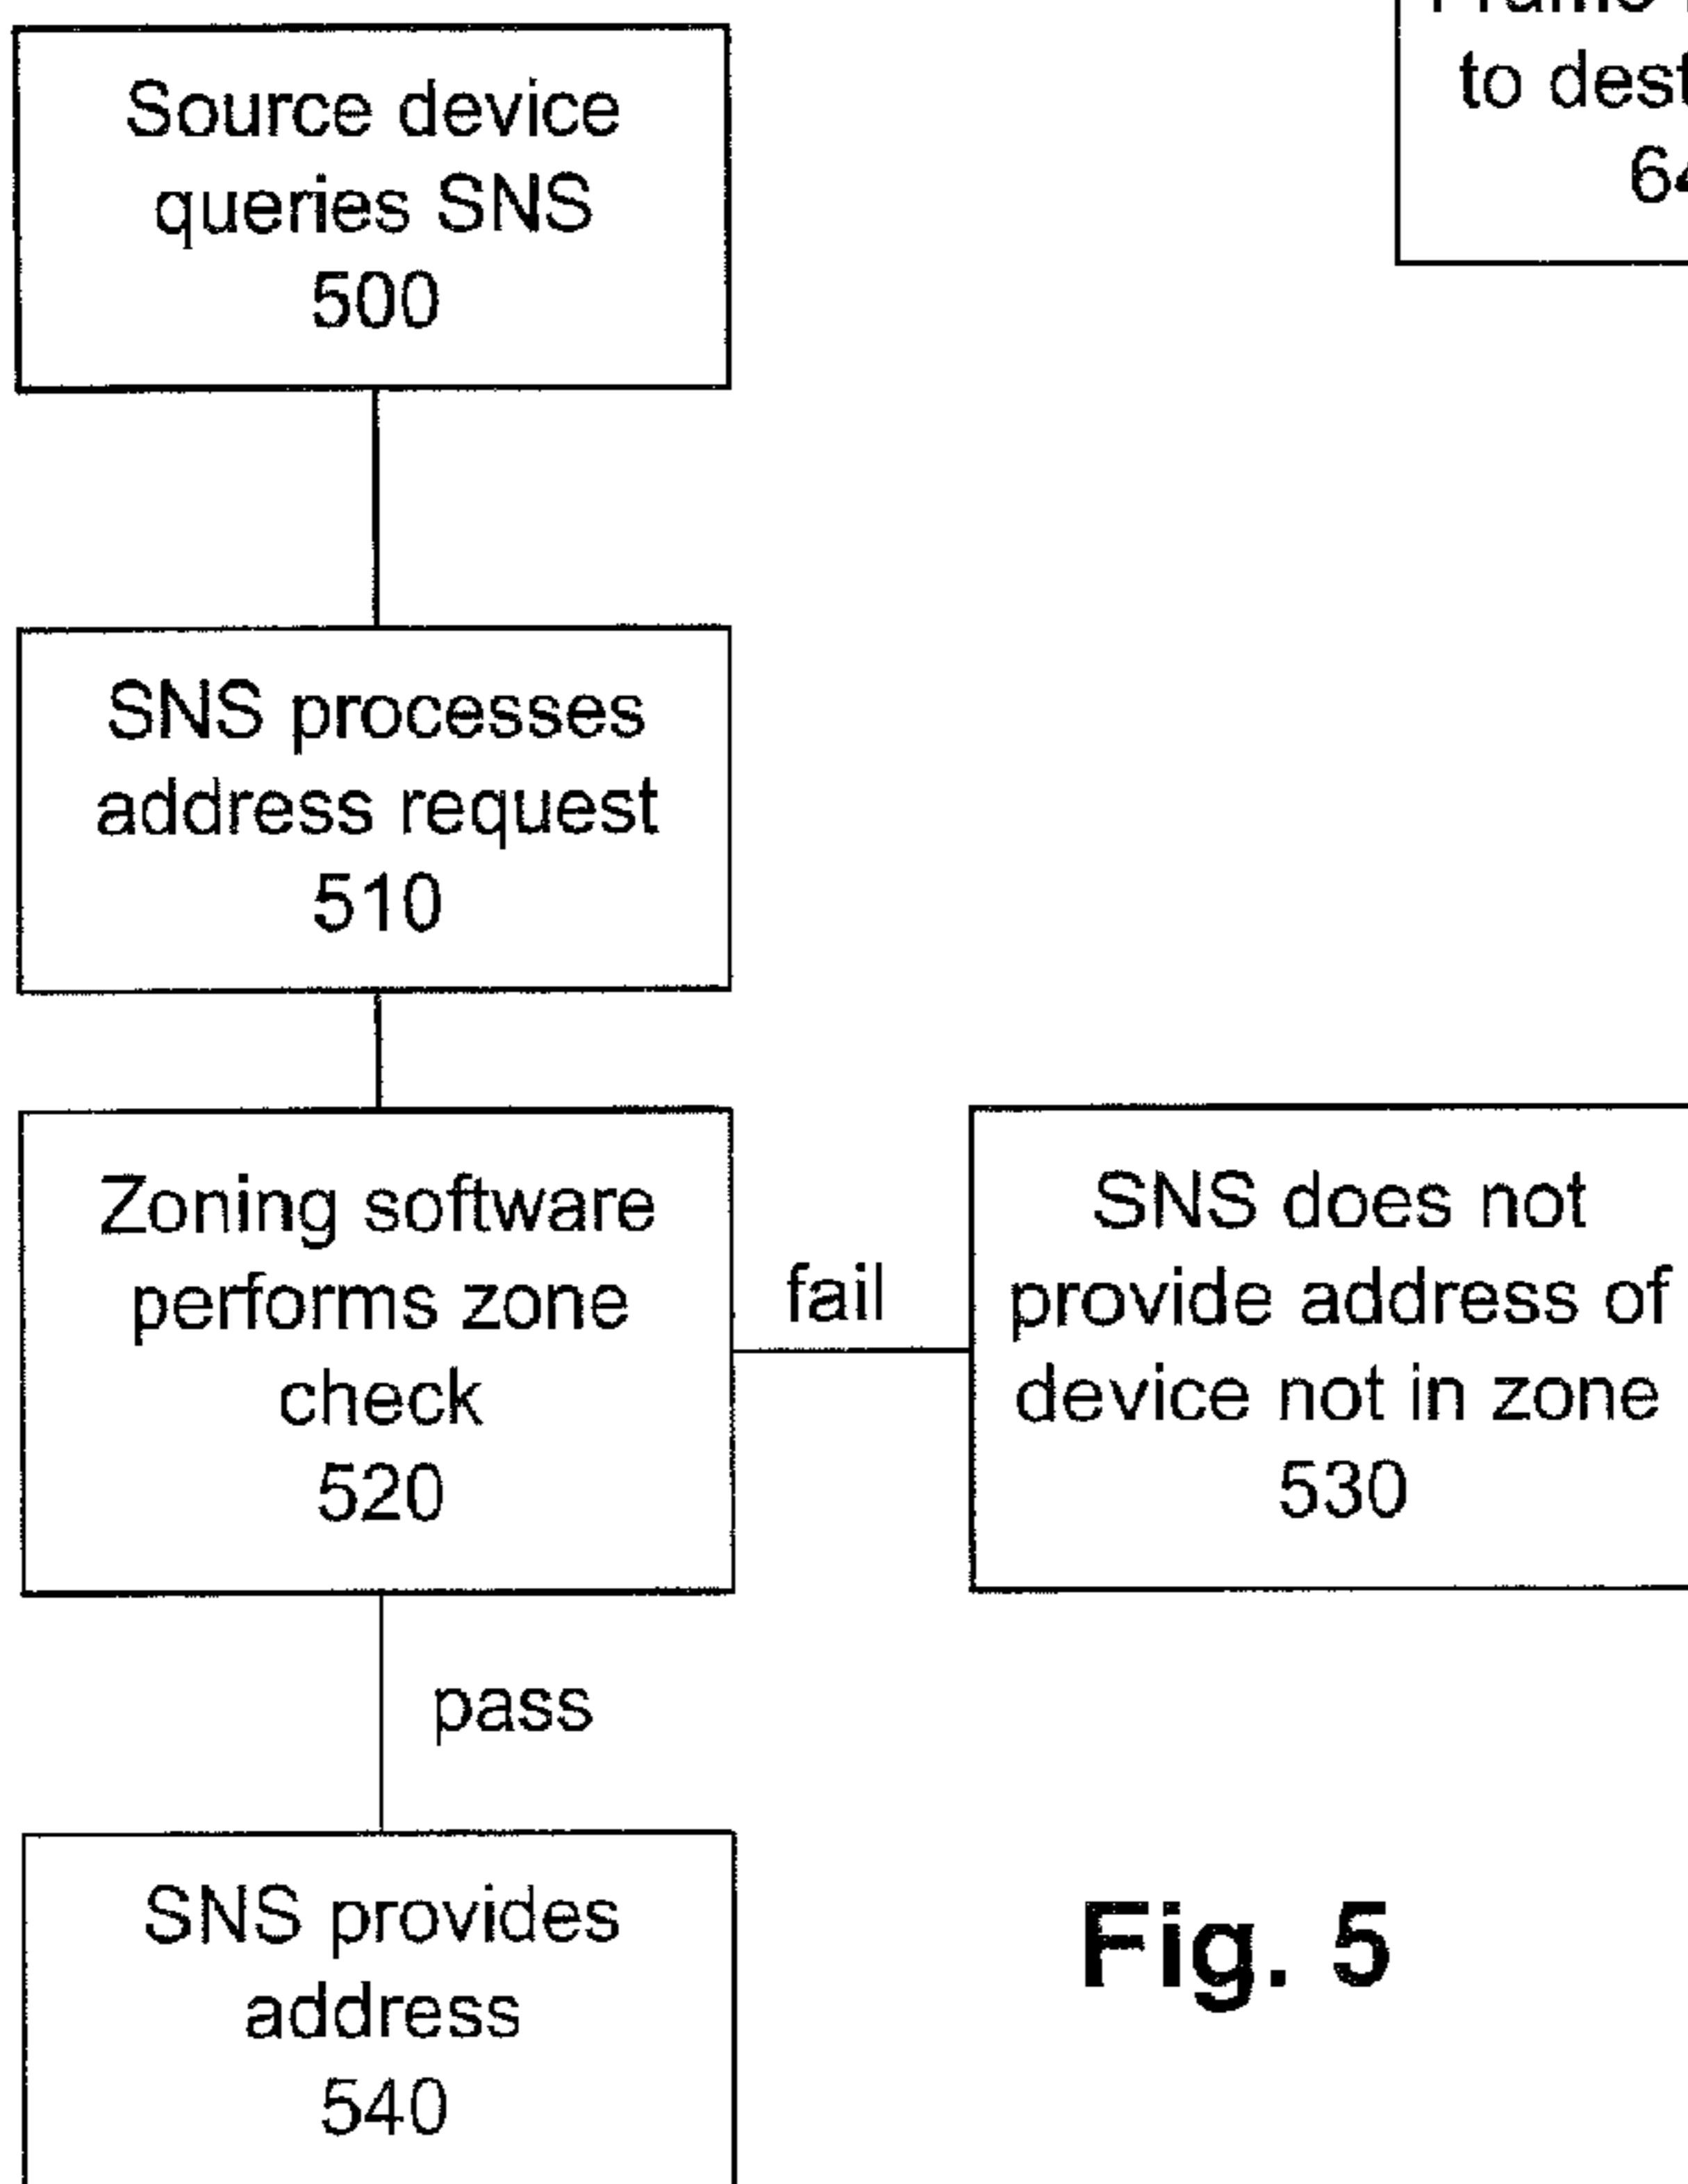 Source device
queries SNS
500
to
SNS processes
address request
510
Zoning software
performs zone
check
520
fail
SNS does not
provide address of
device not in zone
530
pass
SNS provides
address
540
Fig. 5